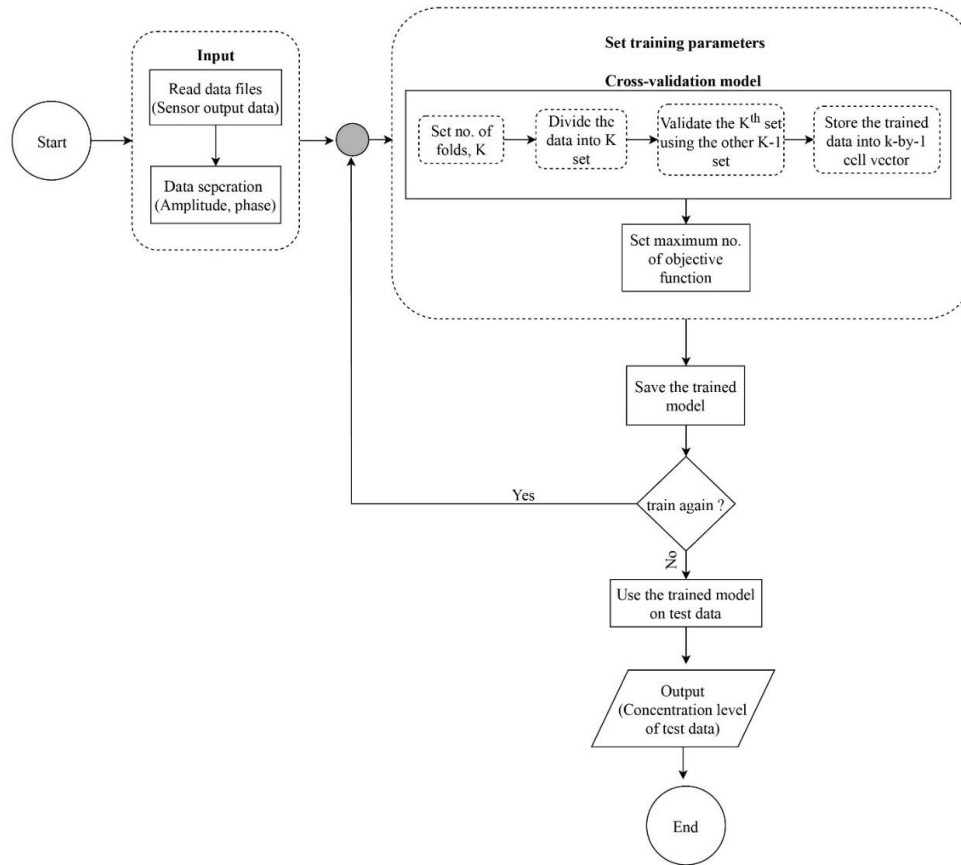 Start
Input
Read data files
(Sensor output data)
Data seperation
(Amplitude, phase)
Set training parameters
Cross-validation model
Set no. of
folds, K
Divide the
data into K
set
Validate the Kth set
using the other K-1
set
Store the
trained
data into k-by-1
cell vector
Set maximum no.
of objective
function
Save the trained
model
train again ?
Yes
No
Use the trained model
on test data
Output
(Concentration level
of test data)
End